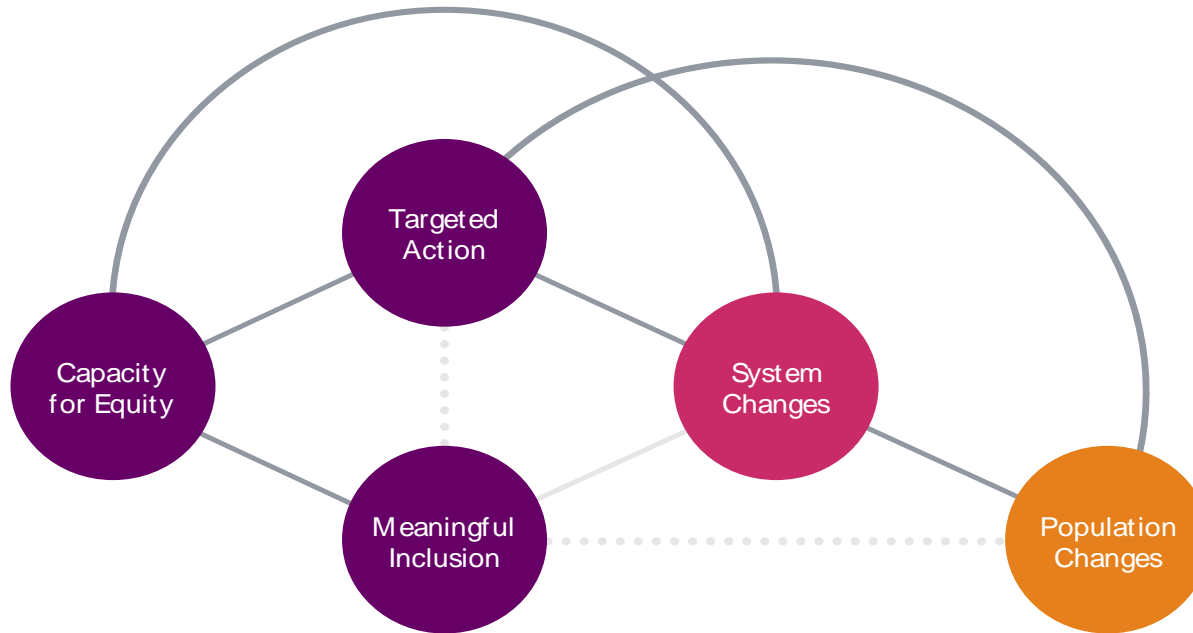 Targeted
Action
Capacity
for Equity
System
Changes
Meaningful
Inclusion
Population
Changes